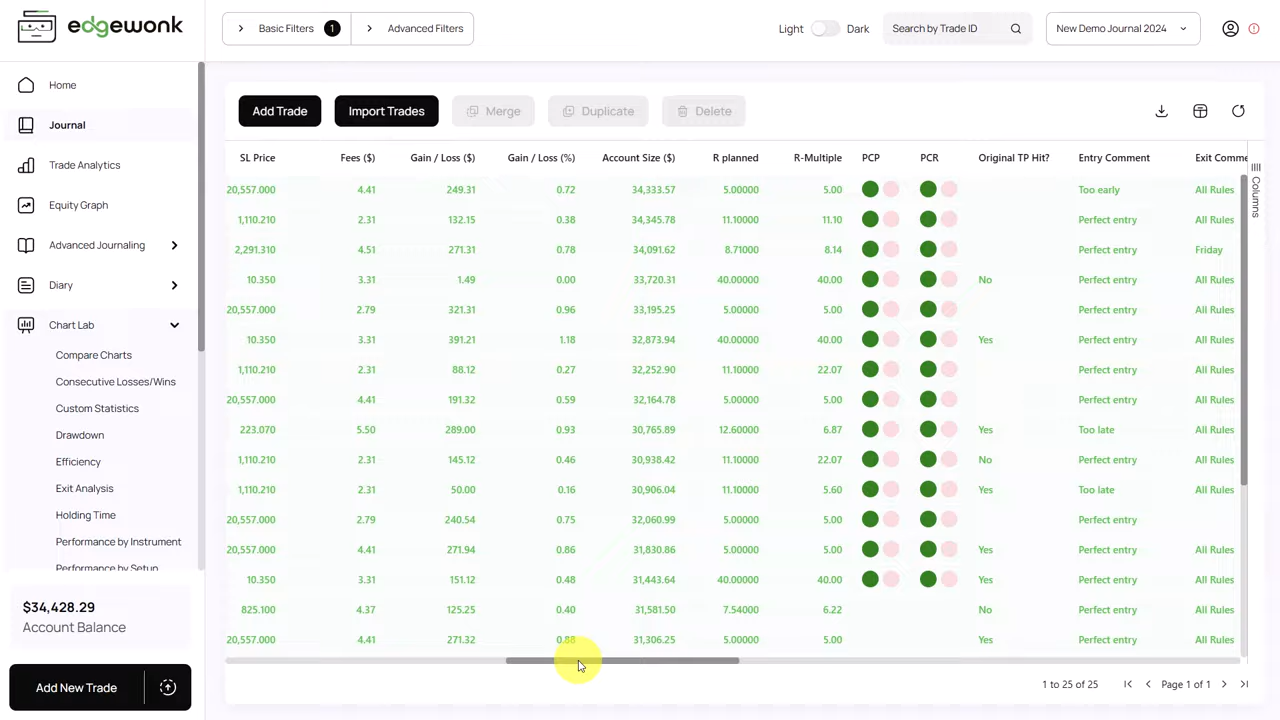 edgewonk
Basic Filters 1
Advanced Filters
Light Dark
Search by Trade ID
New Demo Journal 2024
Home
Journal
Trade Analytics
Equity Graph
Advanced Journaling
Diary
Chart Lab
Compare Charts
Consecutive Losses/Wins
Custom Statistics
Drawdown
Efficiency
Exit Analysis
Holding Time
Performance by Instrument
Performance by Setup
$34,428.29
Account Balance
Add New Trade
Add Trade Import Trades Merge Duplicate Delete
SL Price Fees ($) Gain / Loss ($) Gain / Loss (%) Account Size ($) R planned R-Multiple PCP PCR Original TP Hit? Entry Comment Exit Comme
20,557.000 4.41 249.31 0.72 34,333.57 5.00000 5.00 Too early All Rules
1,110.210 2.31 132.15 0.38 34,345.78 11.10000 11.10 Perfect entry All Rules
2,291.310 4.51 271.31 0.78 34,091.62 8.71000 8.14 Perfect entry Friday
10.350 3.31 1.49 0.00 33,720.31 40.00000 40.00 No Perfect entry All Rules
20,557.000 2.79 321.31 0.96 33,195.25 5.00000 5.00 Perfect entry All Rules
10.350 3.31 391.21 1.18 32,873.94 40.00000 40.00 Yes Perfect entry All Rules
1,110.210 2.31 88.12 0.27 32,252.90 11.10000 22.07 Perfect entry All Rules
20,557.000 4.41 191.32 0.59 32,164.78 5.00000 5.00 Perfect entry All Rules
223.070 5.50 289.00 0.93 30,765.89 12.60000 6.87 Yes Too late All Rules
1,110.210 2.31 145.12 0.46 30,938.42 11.10000 22.07 No Perfect entry All Rules
1,110.210 2.31 50.00 0.16 30,906.04 11.10000 5.60 Yes Too late All Rules
20,557.000 2.79 240.54 0.75 32,060.99 5.00000 5.00 Perfect entry
20,557.000 4.41 271.94 0.86 31,830.86 5.00000 5.00 Yes Perfect entry All Rules
10.350 3.31 151.12 0.48 31,443.64 40.00000 40.00 Yes Perfect entry All Rules
825.100 4.37 125.25 0.40 31,581.50 7.54000 6.22 No Perfect entry All Rules
20,557.000 4.41 271.32 0.88 31,306.25 5.00000 5.00 Yes Perfect entry All Rules
Columns
1 to 25 of 25 Page 1 of 1